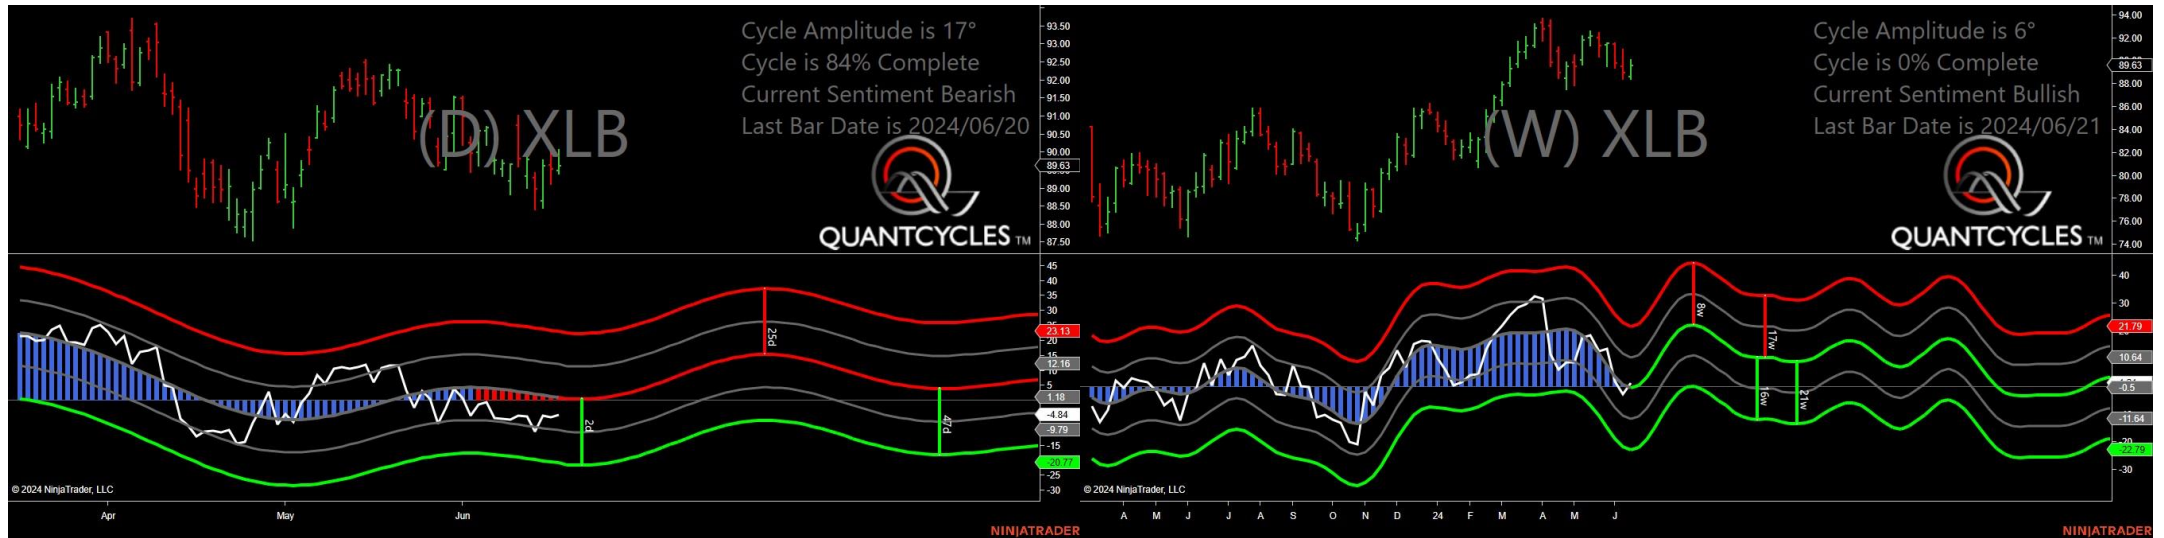 Cycle Amplitude is 17°
Cycle is 84% Complete
Current Sentiment Bearish
Last Bar Date is 2024/06/20
(D) XLB
QUANTCYCLES TM
93.50
93.00
92.50
92.00
91.50
91.00
90.50
90.00
89.63
89.00
88.50
88.00
87.50
45
40
35
30
23.13
20
15
12.16
5
1.18
-4.84
-9.79
-15
-20.77
-25
-30
25d
2d
47d
© 2024 NinjaTrader, LLC
Apr
May
Jun
NINJATRADER
Cycle Amplitude is 6°
Cycle is 0% Complete
Current Sentiment Bullish
Last Bar Date is 2024/06/21
(W) XLB
QUANTCYCLES TM
94.00
92.00
89.63
88.00
86.00
84.00
82.00
80.00
78.00
76.00
74.00
40
30
21.79
10.64
-0.5
-11.64
-20
-22.79
-30
8w
17w
16w
21w
© 2024 NinjaTrader, LLC
A
M
J
J
A
S
O
N
D
24
F
M
A
M
J
NINJATRADER